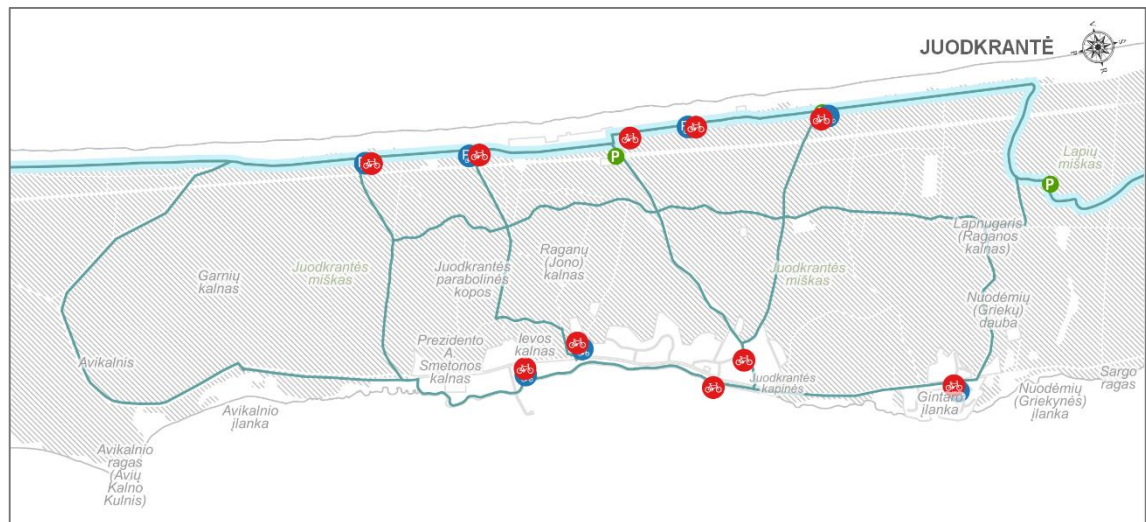 JUODKRANTĖ
Š
V
P
R
P
P
Lapių
miškas
Garnių
kalnas
Juodkrantės
miškas
Juodkrantės
parabolinės
kopos
Raganų
(Jono)
kalnas
Juodkrantės
miškas
Lapnugaris
(Raganos
kalnas)
Nuodėmių
(Griekų)
dauba
Avikalnis
Prezidento
A
Smetonos
kalnas
Ievos
kalnas
Juodkrantės
kapinės
Gintaro
įlanka
Nuodėmių
(Griekynės)
įlanka
Sargo
ragas
Avikalnio
įlanka
Avikalnio
ragas
(Avių
Kalno
Kulnis)